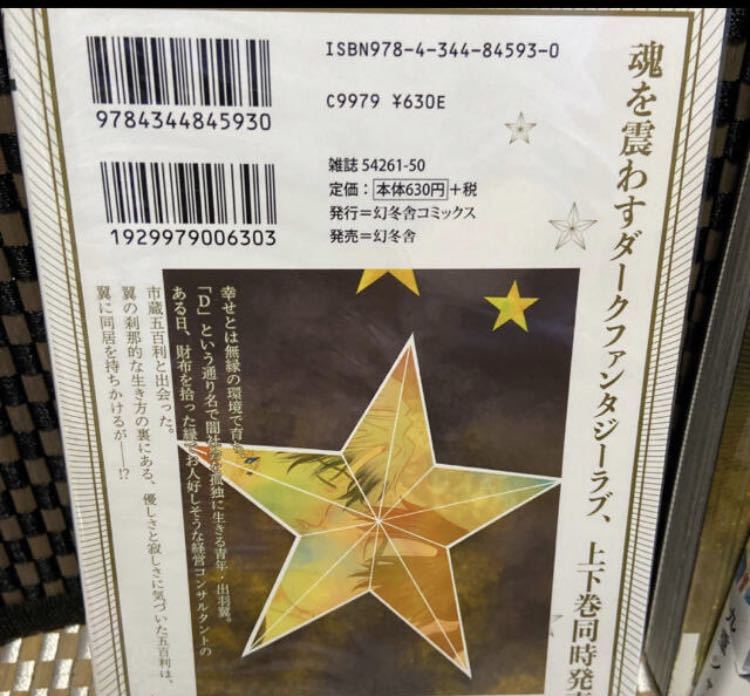 ISBN978-4-344-84593-0
9784344845930
C9979 ¥630E
雑誌 54261-50
定価：本体630円＋税
発行＝幻冬舎コミックス
発売＝幻冬舎
1929979006303
魂を震わすダークファンタジーラブ、上下巻同時発
幸せとは無縁の環境で育ち、
「D」という通り名で闇社会を孤独に生きる青年・出羽翼。
ある日、財布を拾った縁でお人好しそうな経営コンサルタントの
市蔵五百利と出会った。
翼の刹那的な生き方の裏にある、優しさと寂しさに気づいた五百利は、
翼に同居を持ちかけるが――!?